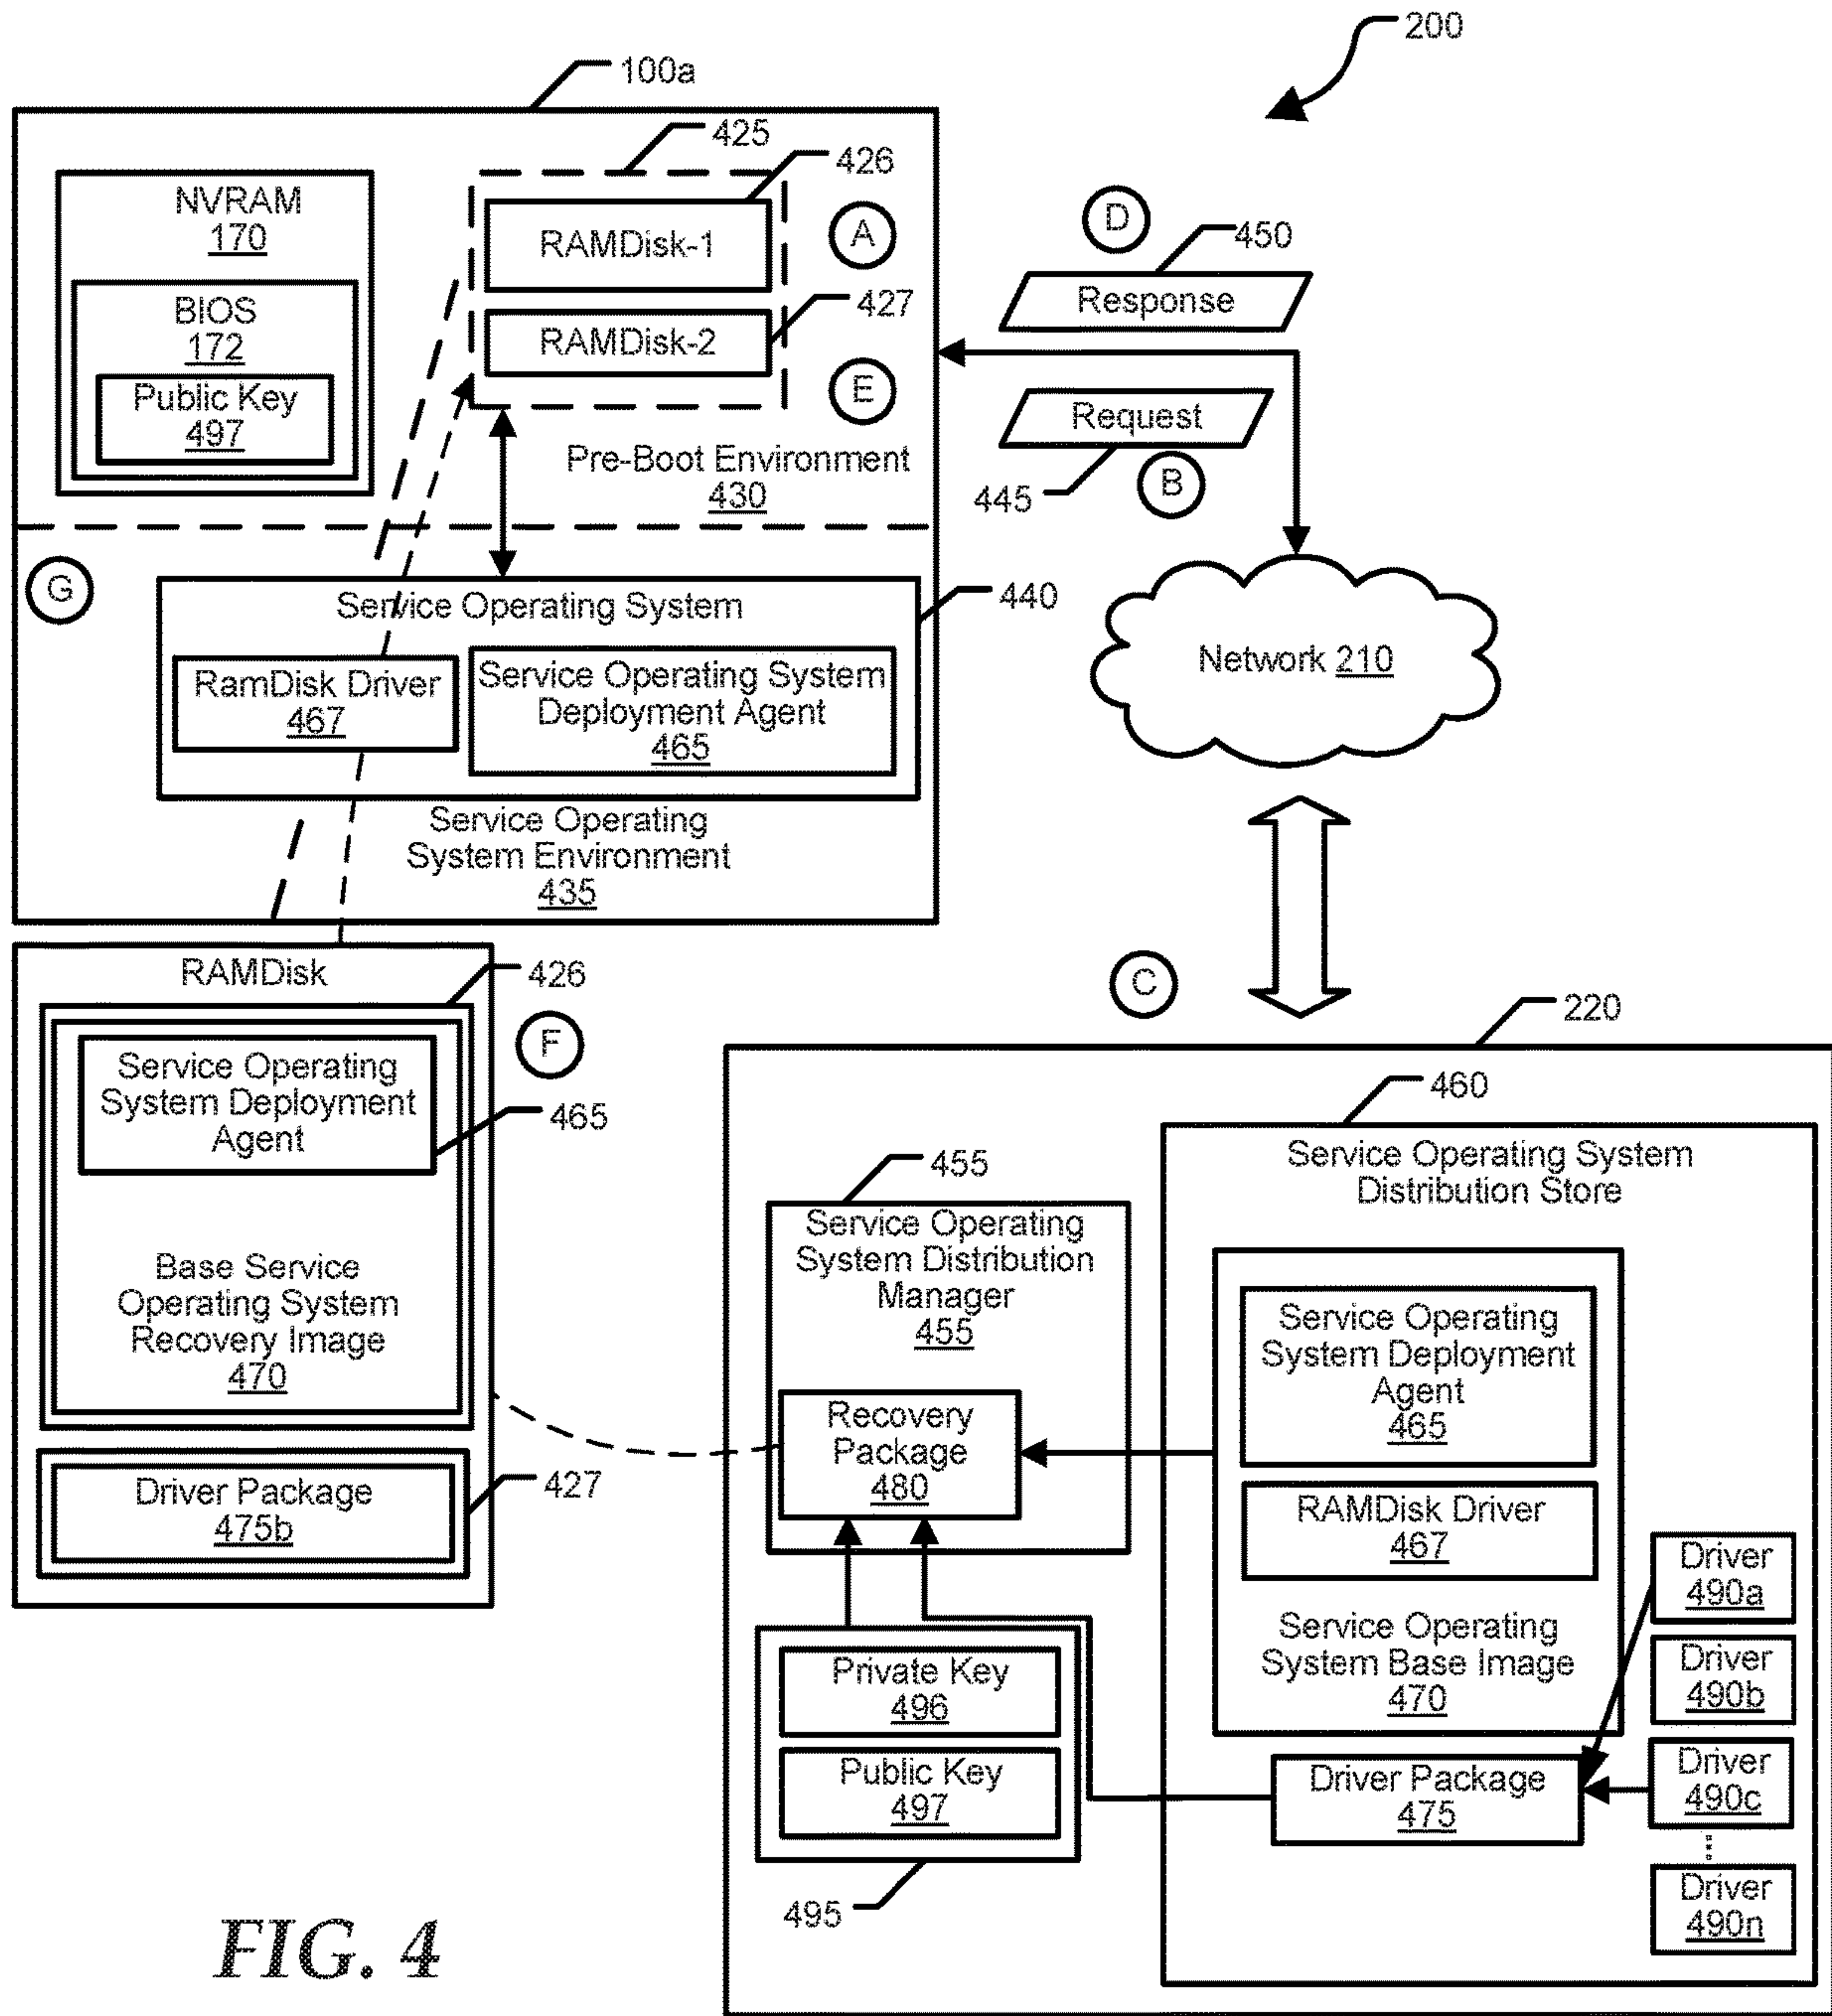 200
100a
425
426
NVRAM
170
RAMDisk-1
A
D
450
Response
BIOS
172
427
RAMDisk-2
E
Public Key
497
Request
Pre-Boot Environment
430
445
B
G
Service Operating System
440
RamDisk Driver
467
Service Operating System
Deployment Agent
465
Network 210
Service Operating
System Environment
435
RAMDisk
426
C
F
220
Service Operating
System Deployment
Agent
465
460
Base Service
Operating System
Recovery Image
470
Driver Package
475b
427
455
Service Operating
System Distribution
Manager
455
Recovery
Package
480
Service Operating System
Distribution Store
Service Operating
System Deployment
Agent
465
RAMDisk Driver
467
Service Operating
System Base Image
470
Driver
490a
Driver
490b
Driver
490c
⋮
Driver
490n
Private Key
496
Public Key
497
Driver Package
475
495
FIG. 4